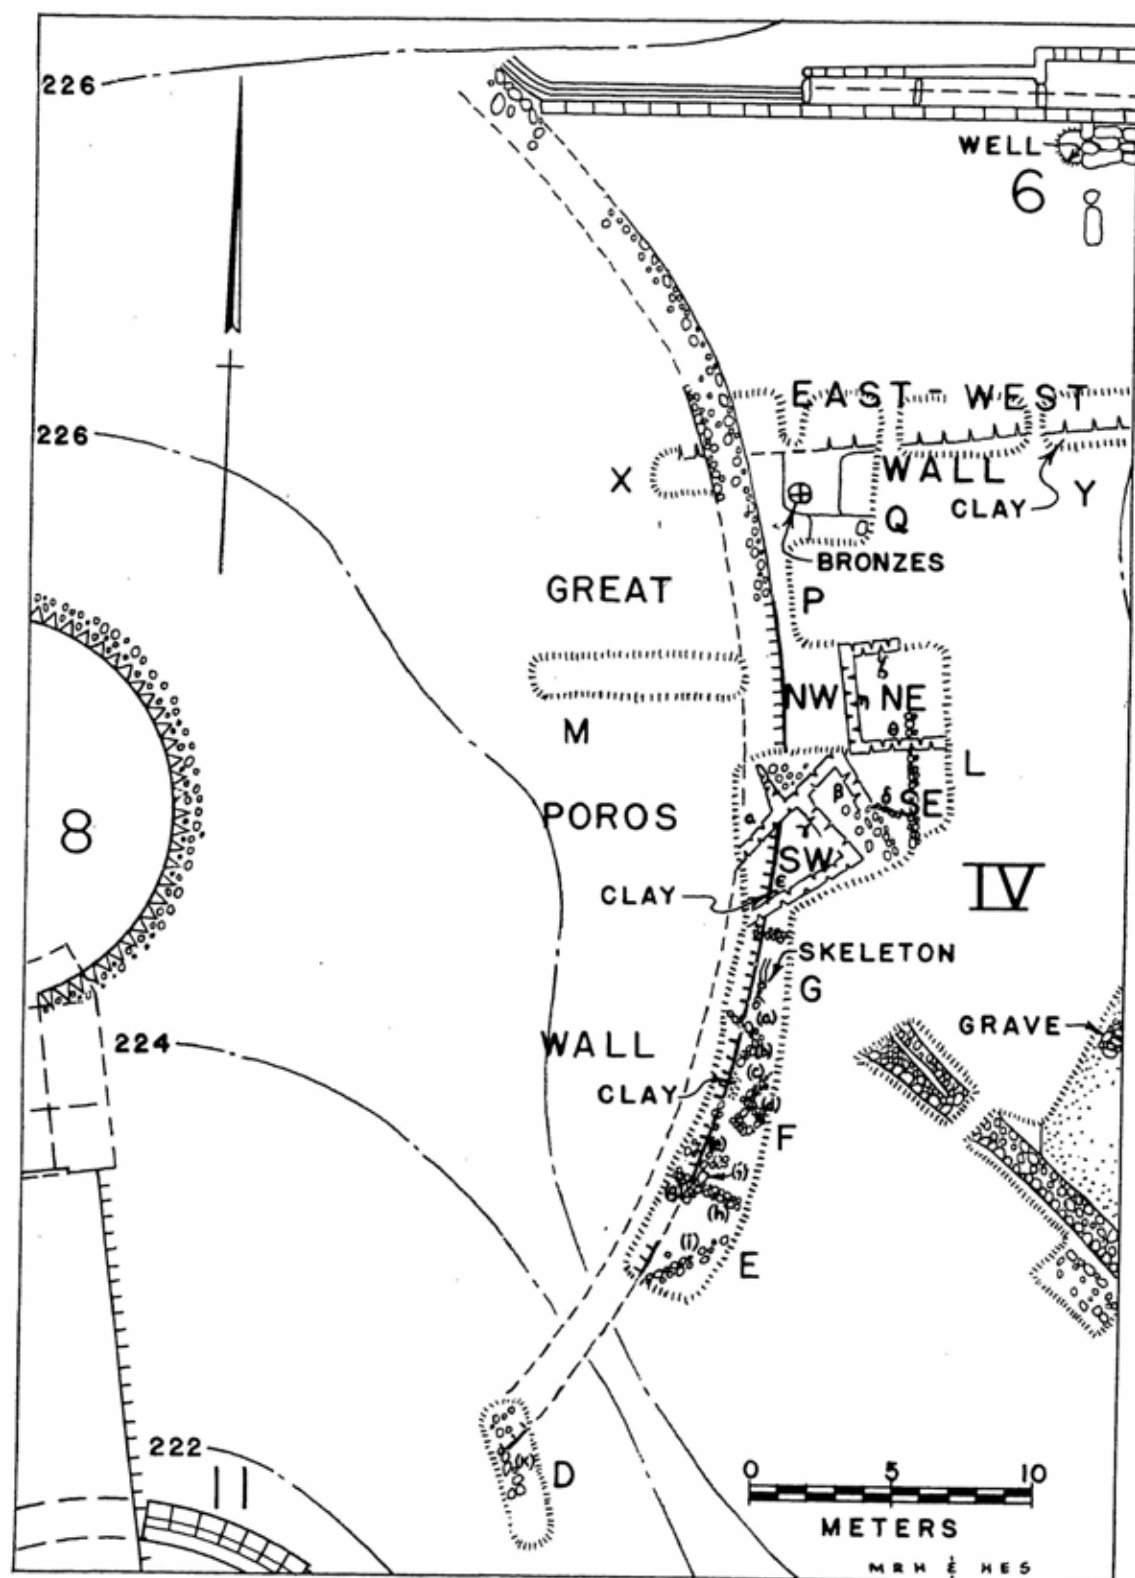 226
WELL
6
EAST-WEST
226
WALL
X
CLAY
Y
Q
BRONZES
GREAT
P
ζ
NW
NE
M
θ
L
POROS
β
δ
E
8
α
γ
SW
IV
CLAY
ε
SKELETON
G
(a)
GRAVE
224
WALL
(b)
(c)
CLAY
(d)
F
(e)
(j)
(h)
(i)
E
222
11
(k)
D
0 5 10
METERS
MRH & HES